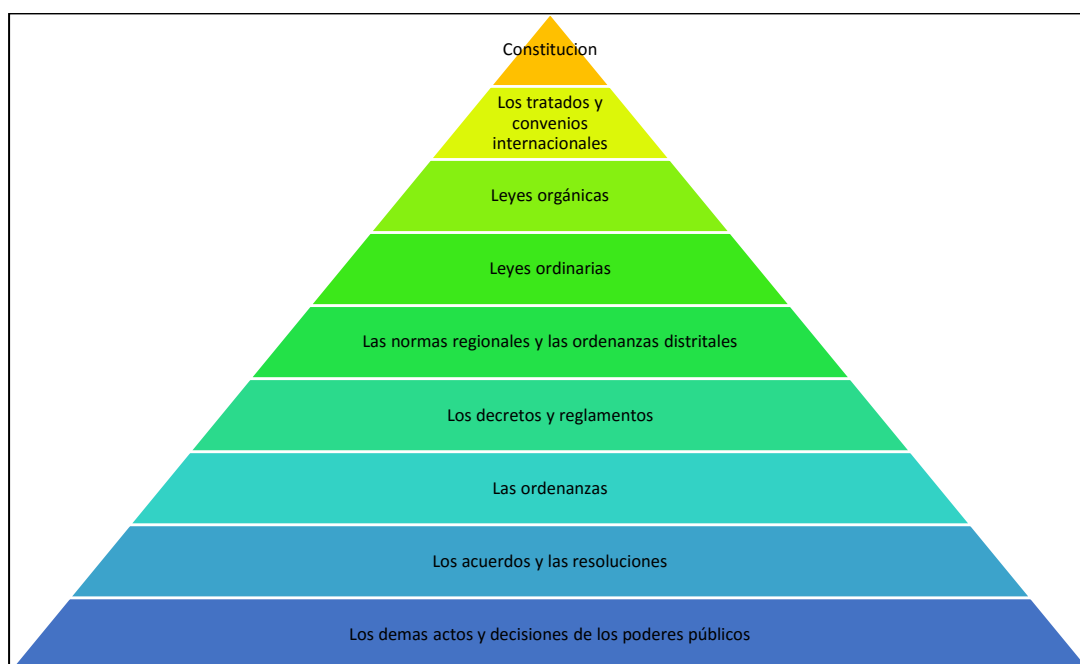 Constitucion
Los tratados y
convenios
internacionales
Leyes orgánicas
Leyes ordinarias
Las normas regionales y las ordenanzas distritales
Los decretos y reglamentos
Las ordenanzas
Los acuerdos y las resoluciones
Los demas actos y decisiones de los poderes públicos